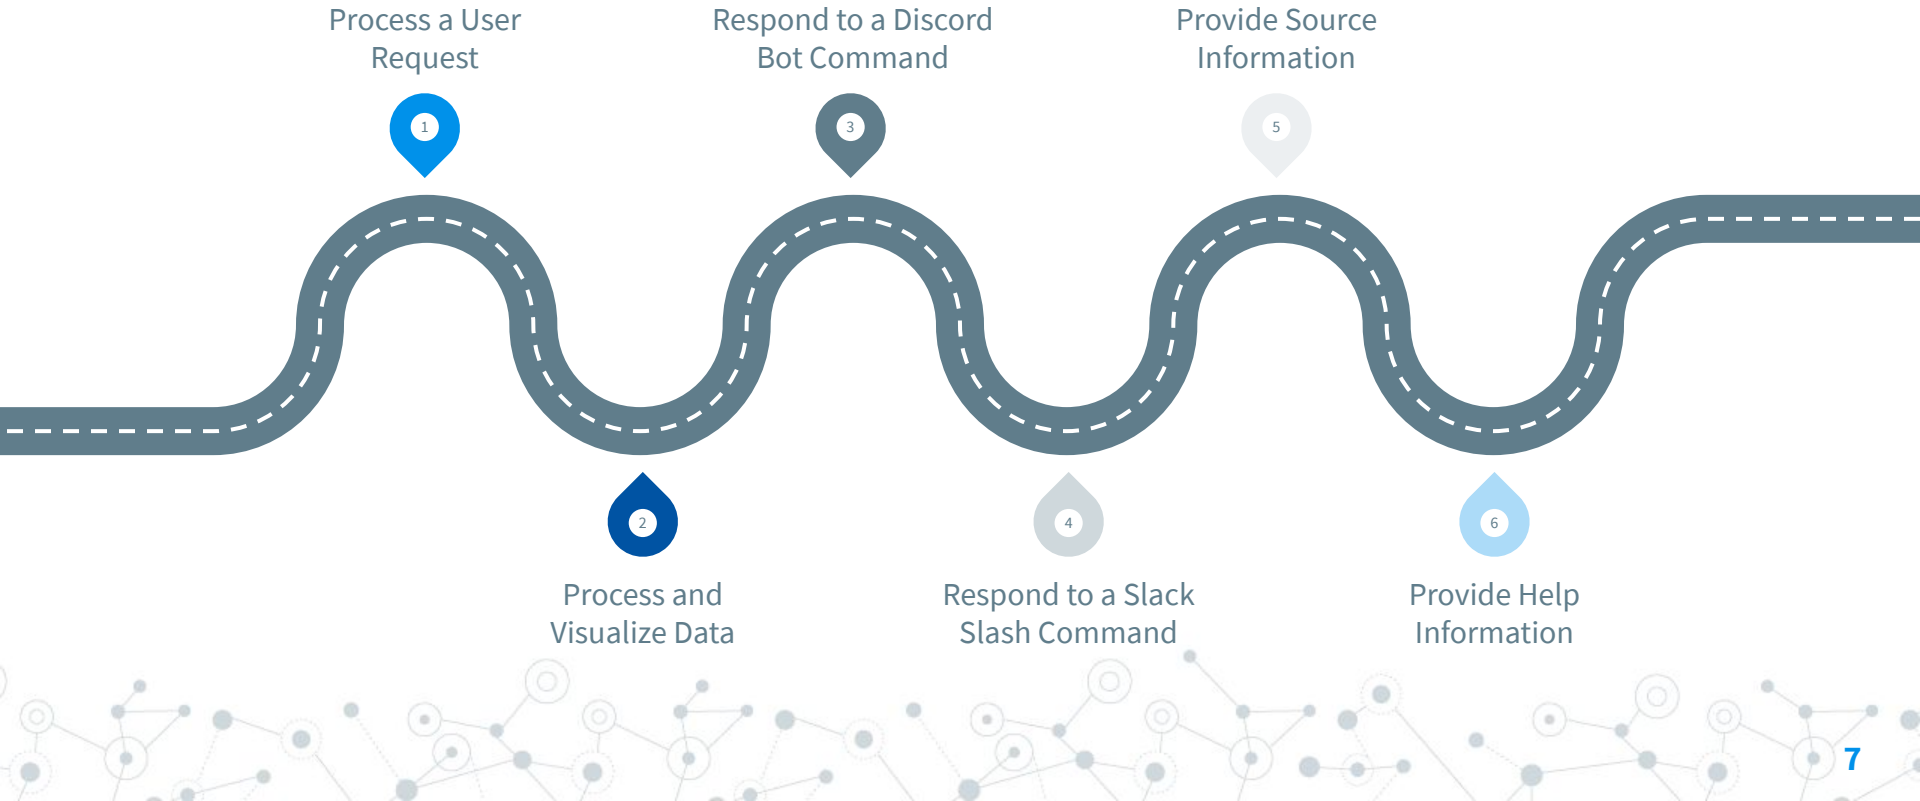 Process a User
Request
1
Respond to a Discord
Bot Command
3
Provide Source
Information
5
2
Process and
Visualize Data
4
Respond to a Slack
Slash Command
6
Provide Help
Information
7